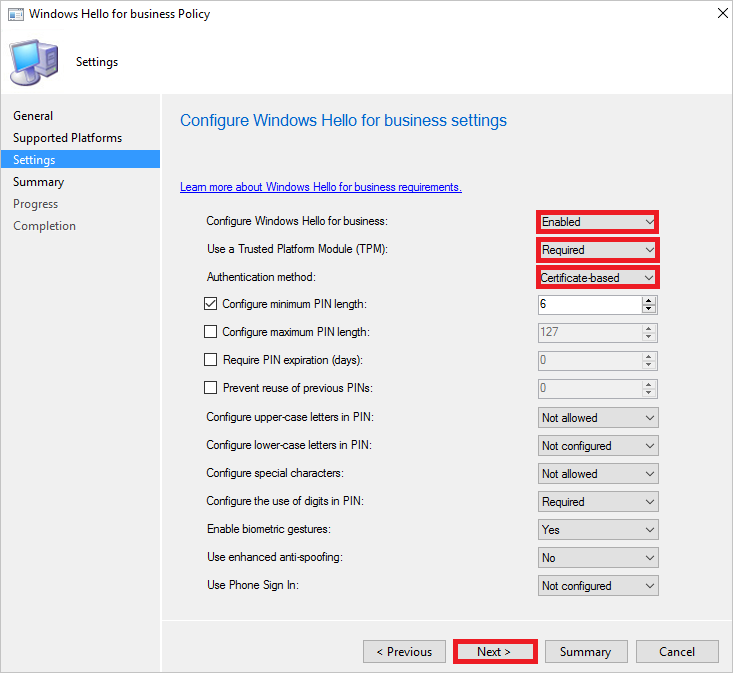 Windows Hello for business Policy
Settings
General
Supported Platforms
Settings
Summary
Progress
Completion
Configure Windows Hello for business settings
Learn more about Windows Hello for business requirements.
Configure Windows Hello for business: Enabled
Use a Trusted Platform Module (TPM): Required
Authentication method: Certificate-based
Configure minimum PIN length: 6
Configure maximum PIN length: 127
Require PIN expiration (days): 0
Prevent reuse of previous PINs: 0
Configure upper-case letters in PIN: Not allowed
Configure lower-case letters in PIN: Not configured
Configure special characters: Not allowed
Configure the use of digits in PIN: Required
Enable biometric gestures: Yes
Use enhanced anti-spoofing: No
Use Phone Sign In: Not configured
< Previous Next > Summary Cancel